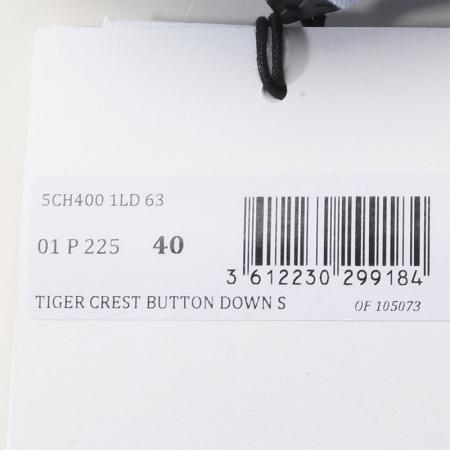 5CH400 1LD 63
01 P 225 40
3 612230 299184
TIGER CREST BUTTON DOWN S OF 105073